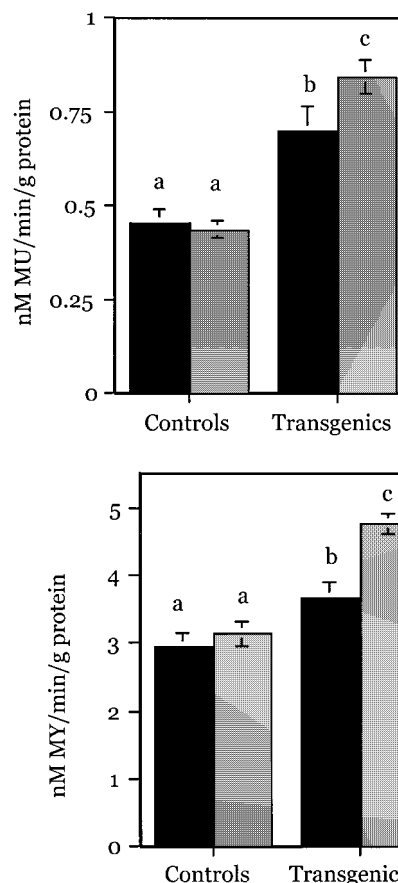 1
c
b
0.75
a a
0.5
0.25
0
nM MU/min/g protein
Controls Transgenics
c
5
b
4
a a
3
2
1
0
nM MY/min/g protein
Controls Transgenic